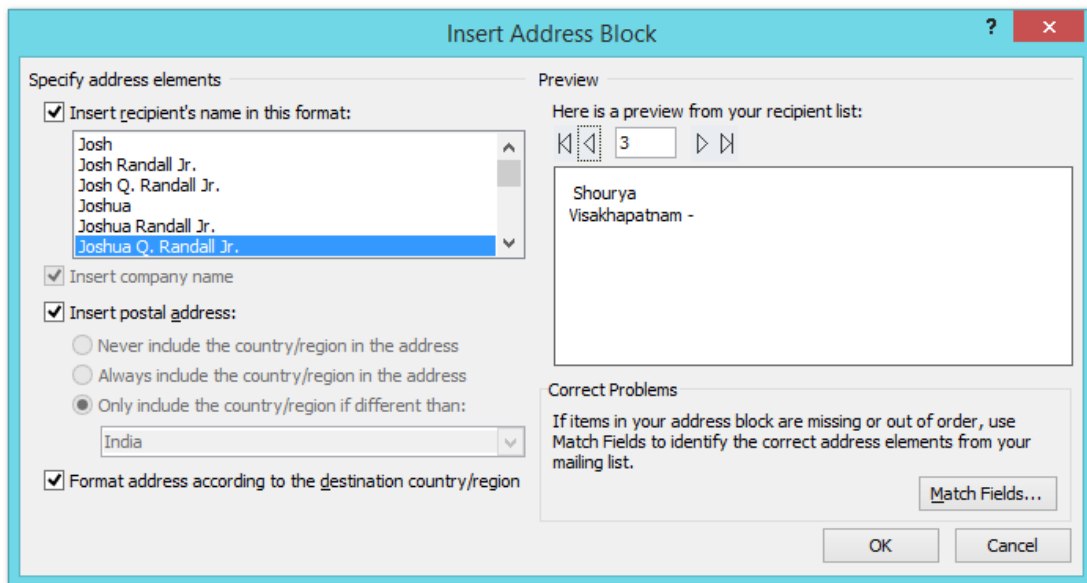 Insert Address Block
?
Specify address elements
Insert recipient's name in this format:
Josh
Josh Randall Jr.
Josh Q. Randall Jr.
Joshua
Joshua Randall Jr.
Joshua Q. Randall Jr.
Insert company name
Insert postal address:
Never include the country/region in the address
Always include the country/region in the address
Only include the country/region if different than:
India
Format address according to the destination country/region
Preview
Here is a preview from your recipient list:
3
Shourya
Visakhapatnam -
Correct Problems
If items in your address block are missing or out of order, use
Match Fields to identify the correct address elements from your
mailing list.
Match Fields...
OK
Cancel